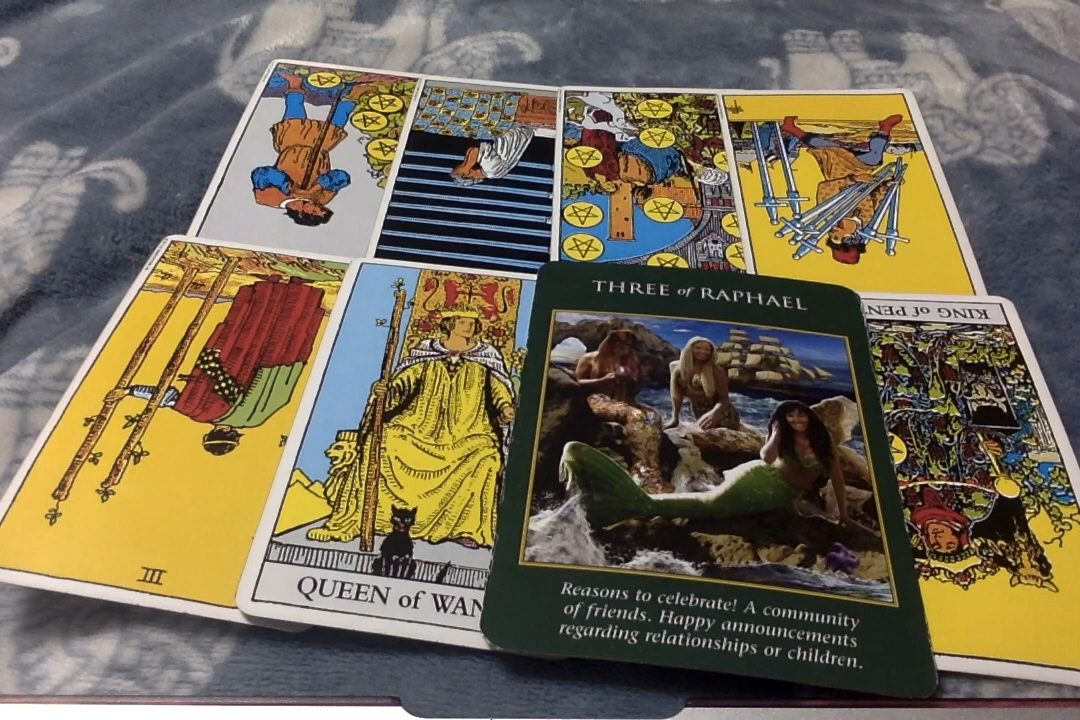 III
QUEEN of WAN
THREE of RAPHAEL
Reasons to celebrate! A community
of friends. Happy announcements
regarding relationships or children.
KING of PEN